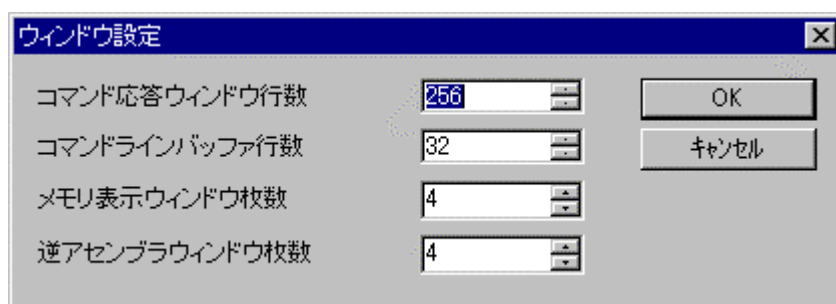 ウィンドウ設定
コマンド応答ウィンドウ行数 256 OK
コマンドラインバッファ行数 32 キャンセル
メモリ表示ウィンドウ枚数 4
逆アセンブラウィンドウ枚数 4